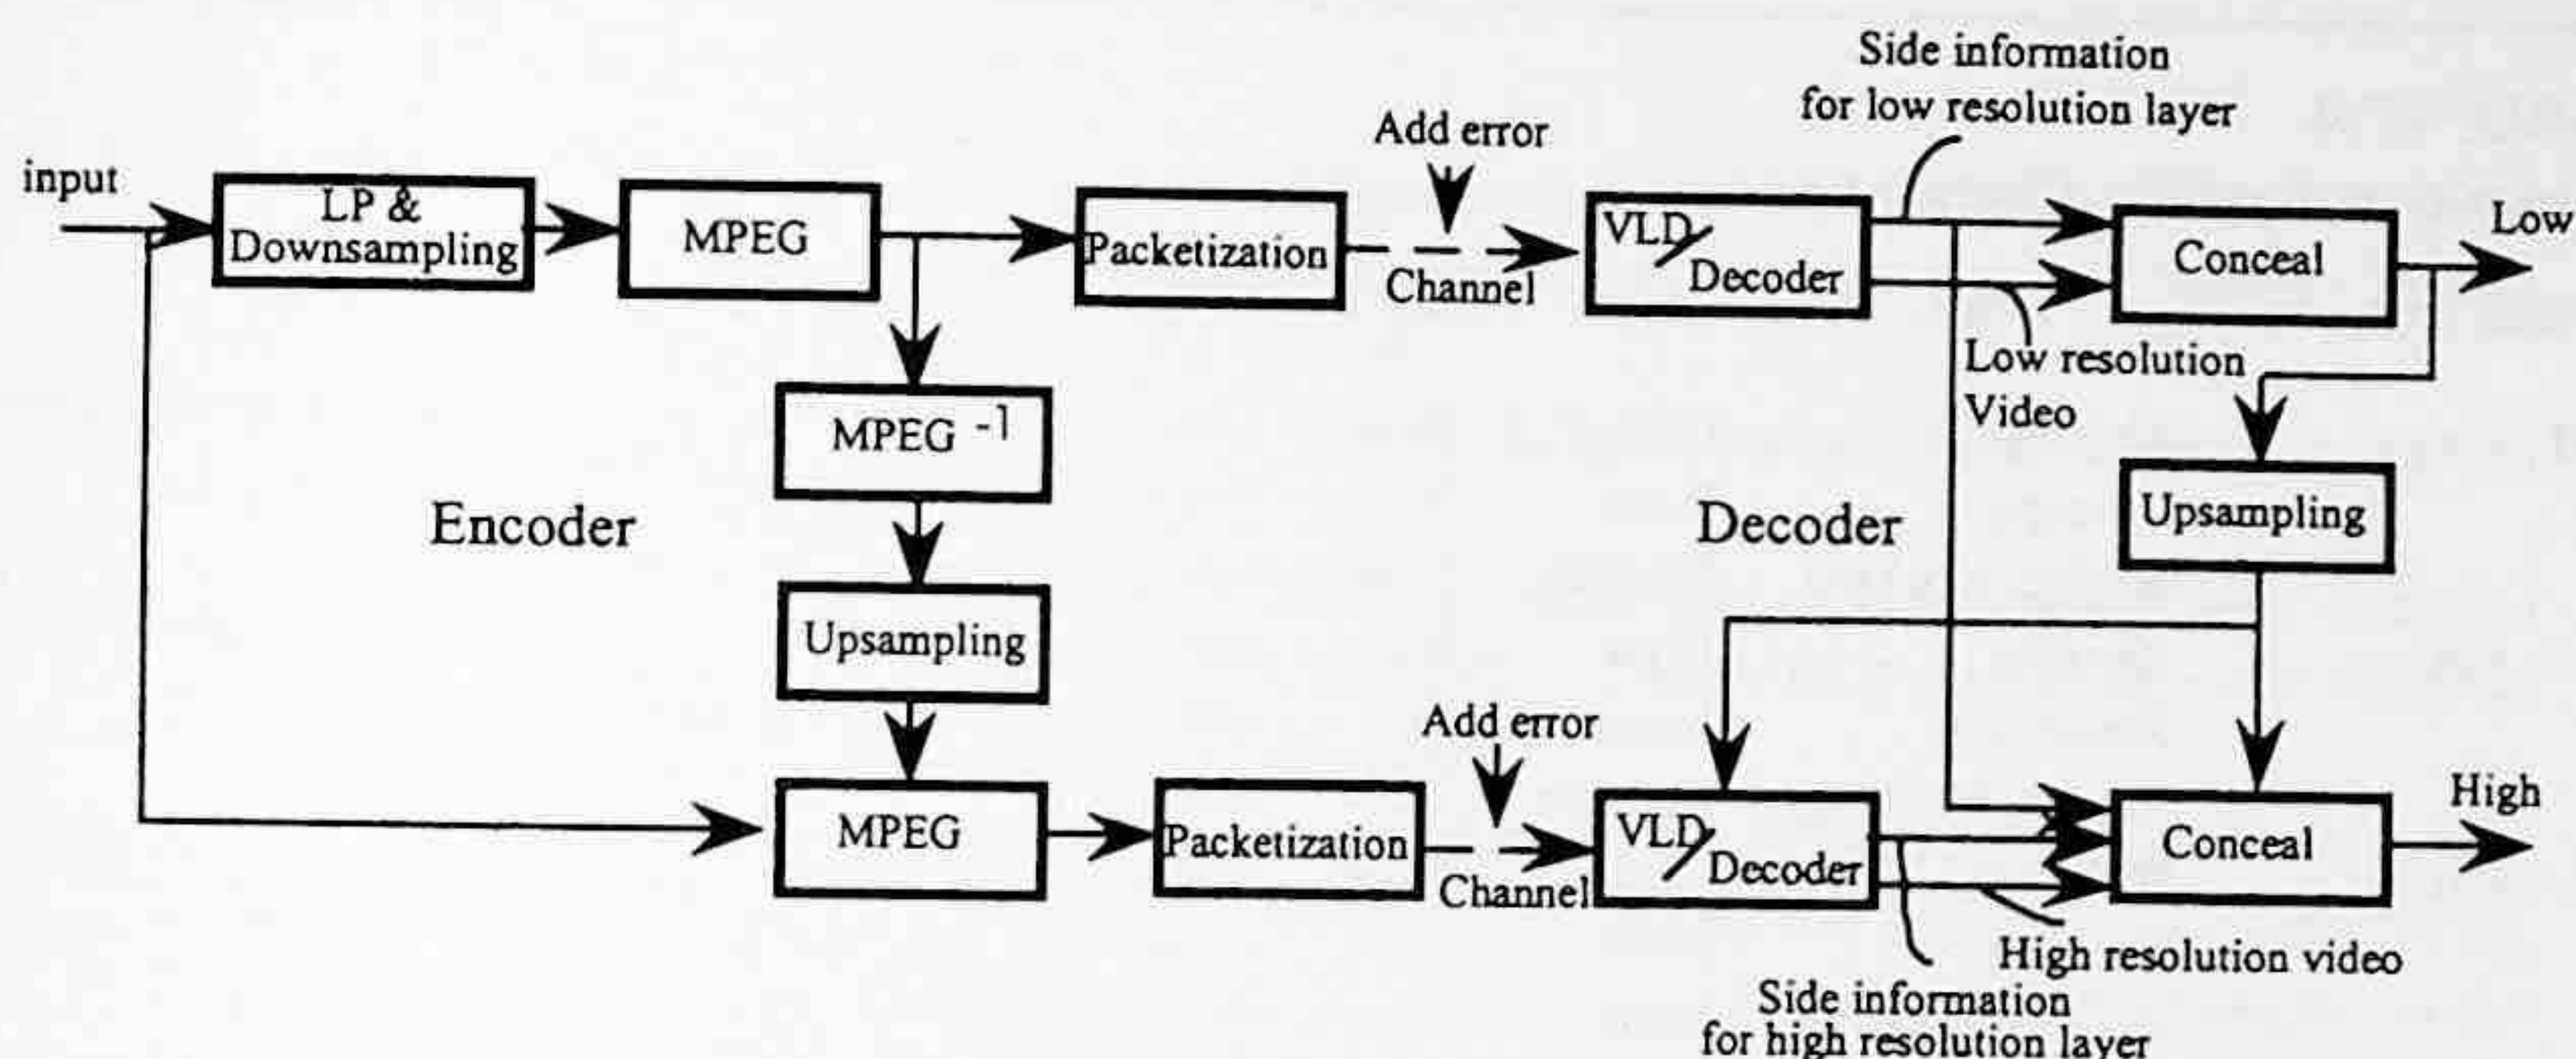 Side information
for low resolution layer
Add error
input
LP &
Downsampling
MPEG
Packetization
Channel
VLD/
Decoder
Conceal
Low
Low resolution
Video
MPEG -1
Encoder
Decoder
Upsampling
Upsampling
Add error
High
MPEG
Packetization
Channel
VLD/
Decoder
Conceal
High resolution video
Side information
for high resolution layer